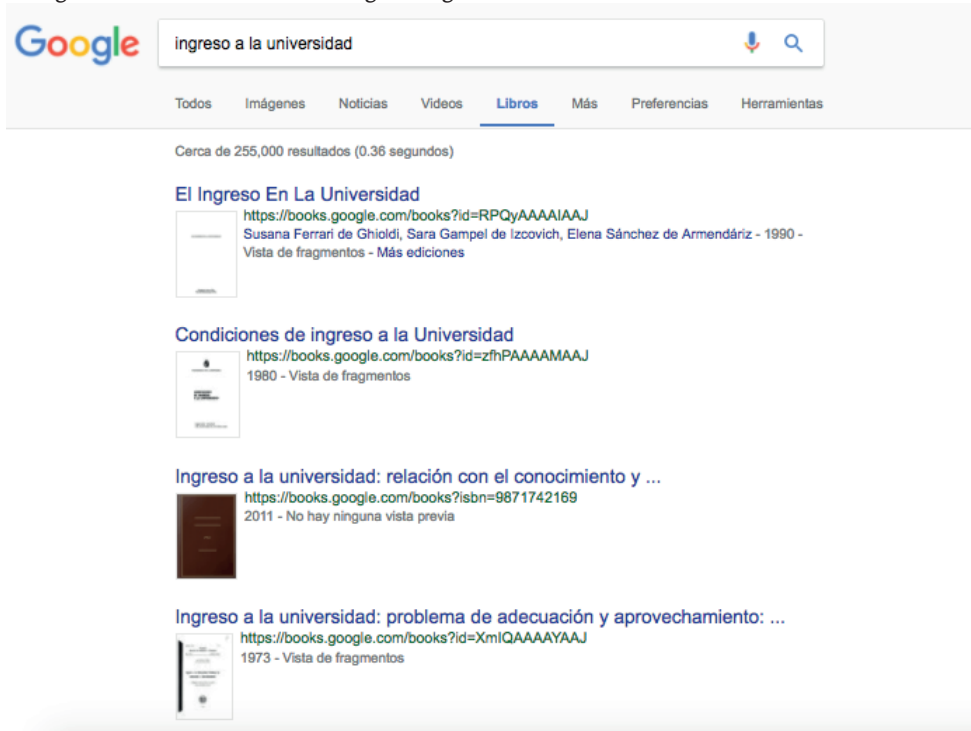 Google
ingreso a la universidad
Todos Imágenes Noticias Videos Libros Más Preferencias Herramientas
Cerca de 255,000 resultados (0.36 segundos)
El Ingreso En La Universidad
https://books.google.com/books?id=RPQyAAAAIAAJ
Susana Ferrari de Ghioldi, Sara Gampel de Izcovich, Elena Sánchez de Armendáriz - 1990 -
Vista de fragmentos - Más ediciones
Condiciones de ingreso a la Universidad
https://books.google.com/books?id=zfhPAAAAMAAJ
1980 - Vista de fragmentos
Ingreso a la universidad: relación con el conocimiento y ...
https://books.google.com/books?isbn=9871742169
2011 - No hay ninguna vista previa
Ingreso a la universidad: problema de adecuación y aprovechamiento: ...
https://books.google.com/books?id=XmIQAAAAYAAJ
1973 - Vista de fragmentos